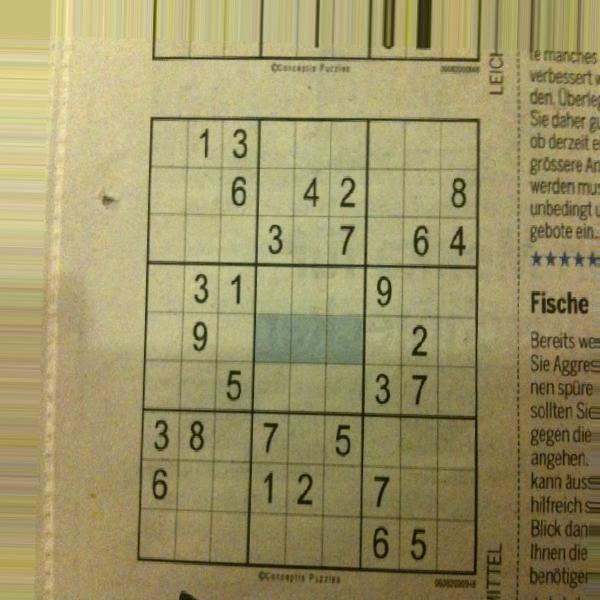 ©Conceptis Puzzles
LEICH
1 3
6 4 2 8
3 7 6 4
3 1 9
9 2
5 3 7
3 8 7 5
6 1 2 7
6 5
©Conceptis Puzzles
06082000948
MITTEL
te manches
verbessert w
den. Überleg
Sie daher gu
ob derzeit e
grössere An
werden mus
unbedingt u
gebote ein.
★★★★★
Fische
Bereits we
Sie Aggres
nen spüre
sollten Sie
gegen die
angehen.
kann äus
hilfreich s
Blick dan
Ihnen die
benötiger